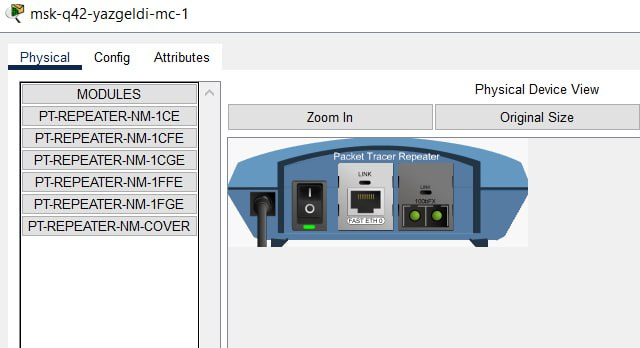 msk-q42-yazgeldi-mc-1
Physical Config Attributes
MODULES
PT-REPEATER-NM-1CE
PT-REPEATER-NM-1CFE
PT-REPEATER-NM-1CGE
PT-REPEATER-NM-1FFE
PT-REPEATER-NM-1FGE
PT-REPEATER-NM-COVER
Physical Device View
Zoom In Original Size
Packet Tracer Repeater
LINK
LINK
100bFX
FAST ETH 0